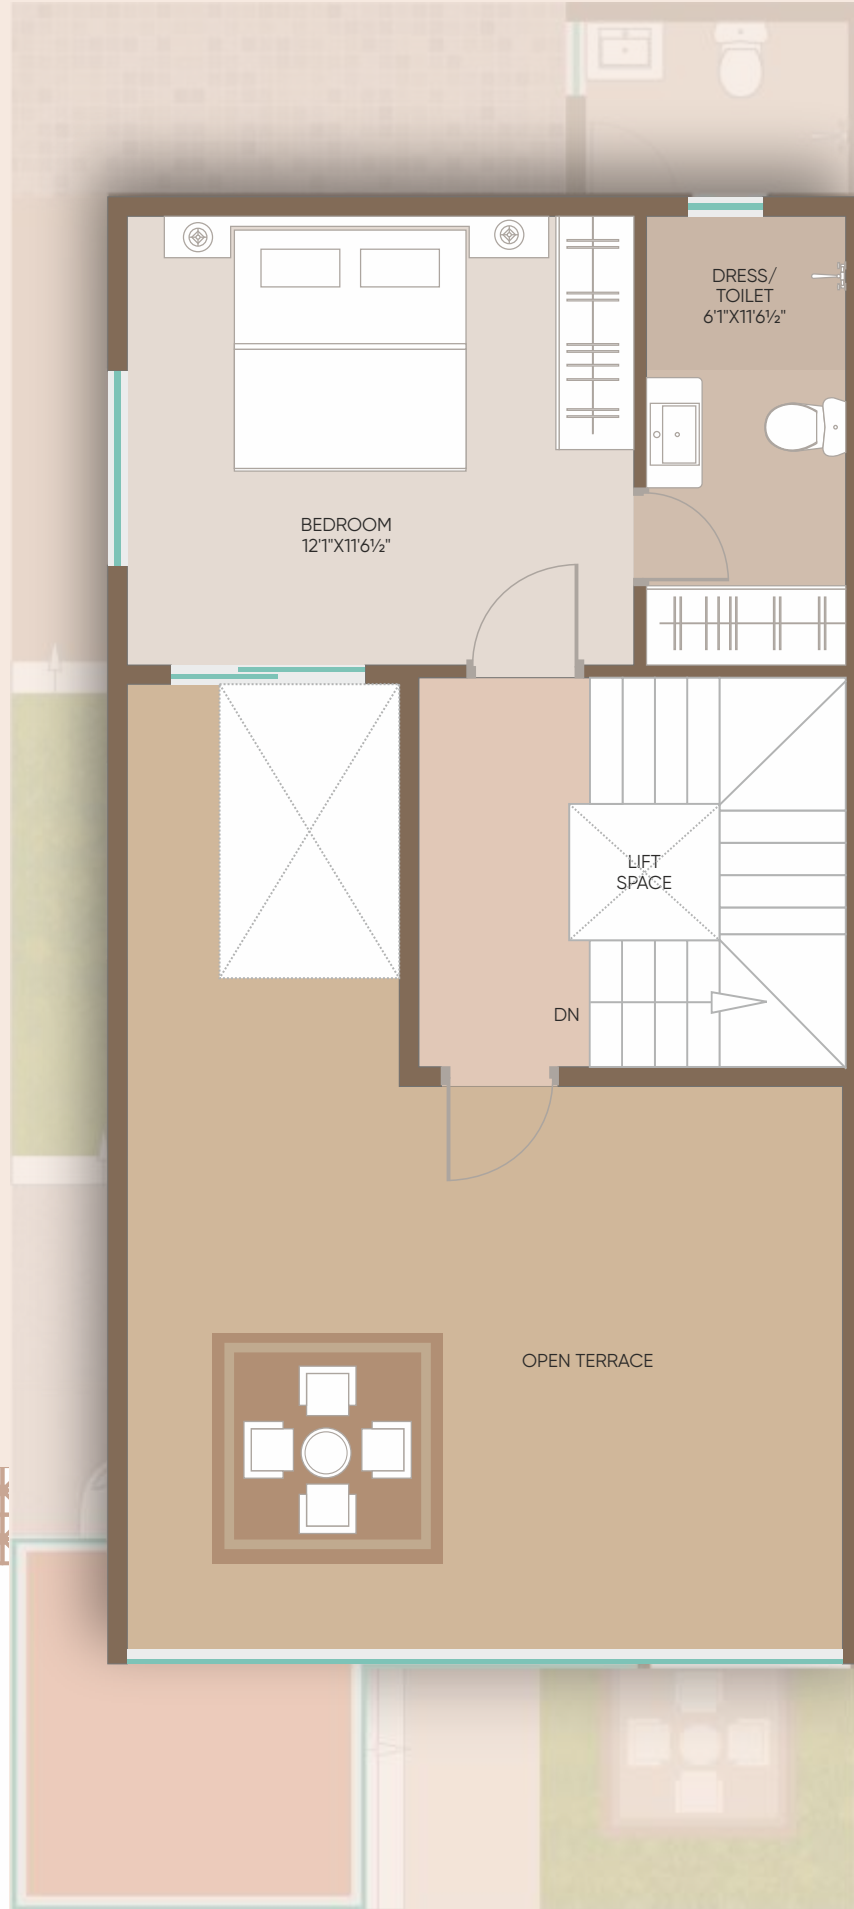 DRESS/
TOILET
6'1"X11'6½"
BEDROOM
12'1"X11'6½"
LIFT
SPACE
DN
OPEN TERRACE